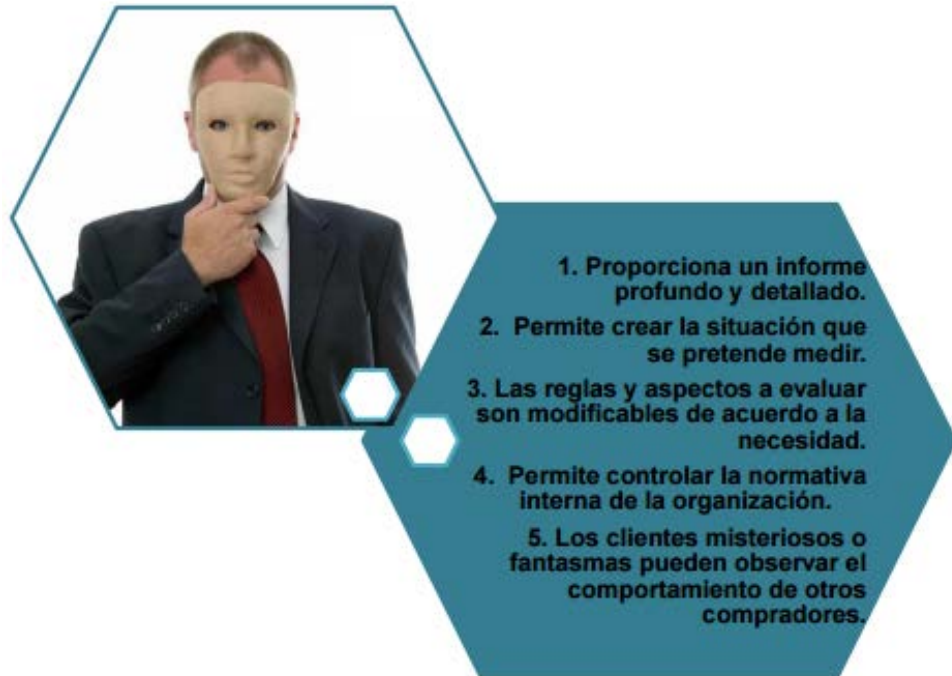 1. Proporciona un informe
profundo y detallado.
2. Permite crear la situación que
se pretende medir.
3. Las reglas y aspectos a evaluar
son modificables de acuerdo a la
necesidad.
4. Permite controlar la normativa
interna de la organización.
5. Los clientes misteriosos o
fantasmas pueden observar el
comportamiento de otros
compradores.